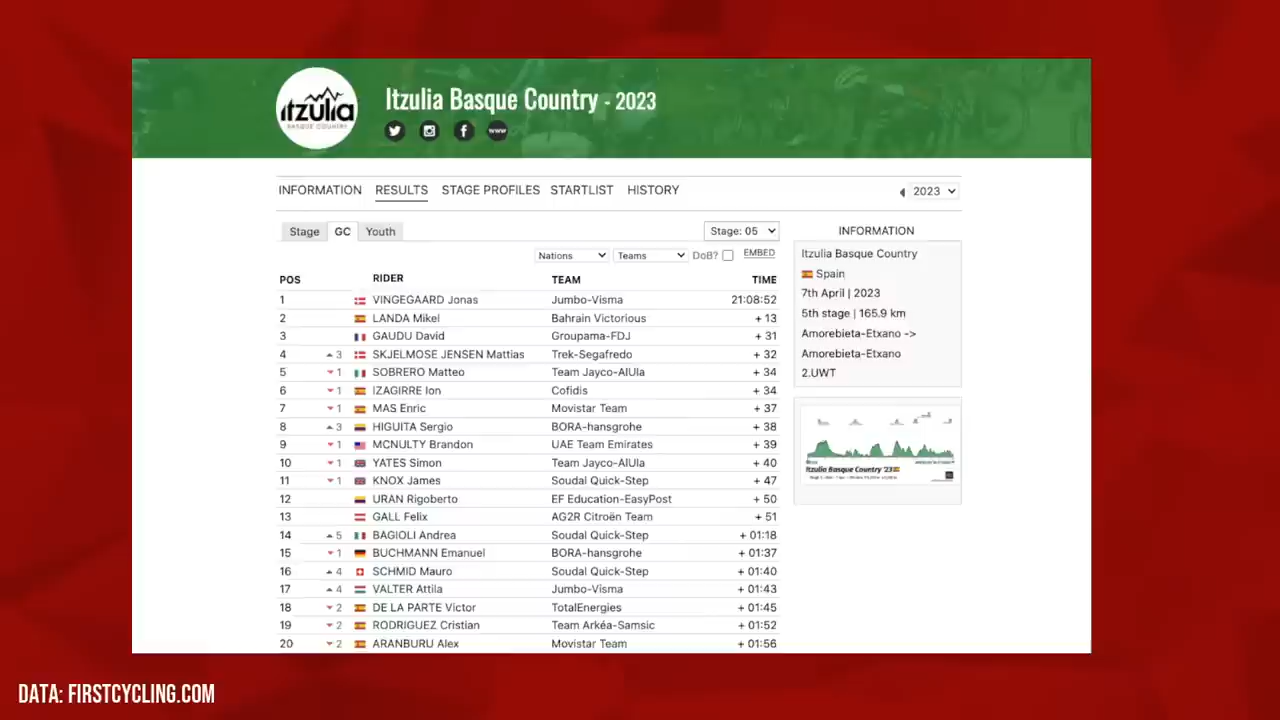 itzulia
BASQUE COUNTRY
Itzulia Basque Country - 2023
www
INFORMATION RESULTS STAGE PROFILES STARTLIST HISTORY 2023
Stage GC Youth Stage: 05
Nations Teams DoB? EMBED
POS RIDER TEAM TIME
1 VINGEGAARD Jonas Jumbo-Visma 21:08:52
2 LANDA Mikel Bahrain Victorious + 13
3 GAUDU David Groupama-FDJ + 31
4 3 SKJELMOSE JENSEN Mattias Trek-Segafredo + 32
5 1 SOBRERO Matteo Team Jayco-AlUla + 34
6 1 IZAGIRRE Ion Cofidis + 34
7 1 MAS Enric Movistar Team + 37
8 3 HIGUITA Sergio BORA-hansgrohe + 38
9 1 MCNULTY Brandon UAE Team Emirates + 39
10 1 YATES Simon Team Jayco-AlUla + 40
11 1 KNOX James Soudal Quick-Step + 47
12 URAN Rigoberto EF Education-EasyPost + 50
13 GALL Felix AG2R Citroën Team + 51
14 5 BAGIOLI Andrea Soudal Quick-Step + 01:18
15 1 BUCHMANN Emanuel BORA-hansgrohe + 01:37
16 4 SCHMID Mauro Soudal Quick-Step + 01:40
17 4 VALTER Attila Jumbo-Visma + 01:43
18 2 DE LA PARTE Victor TotalEnergies + 01:45
19 2 RODRIGUEZ Cristian Team Arkéa-Samsic + 01:52
20 2 ARANBURU Alex Movistar Team + 01:56
INFORMATION
Itzulia Basque Country
Spain
7th April | 2023
5th stage | 165.9 km
Amorebieta-Etxano ->
Amorebieta-Etxano
2.UWT
Itzulia Basque Country '23
DATA: FIRSTCYCLING.COM